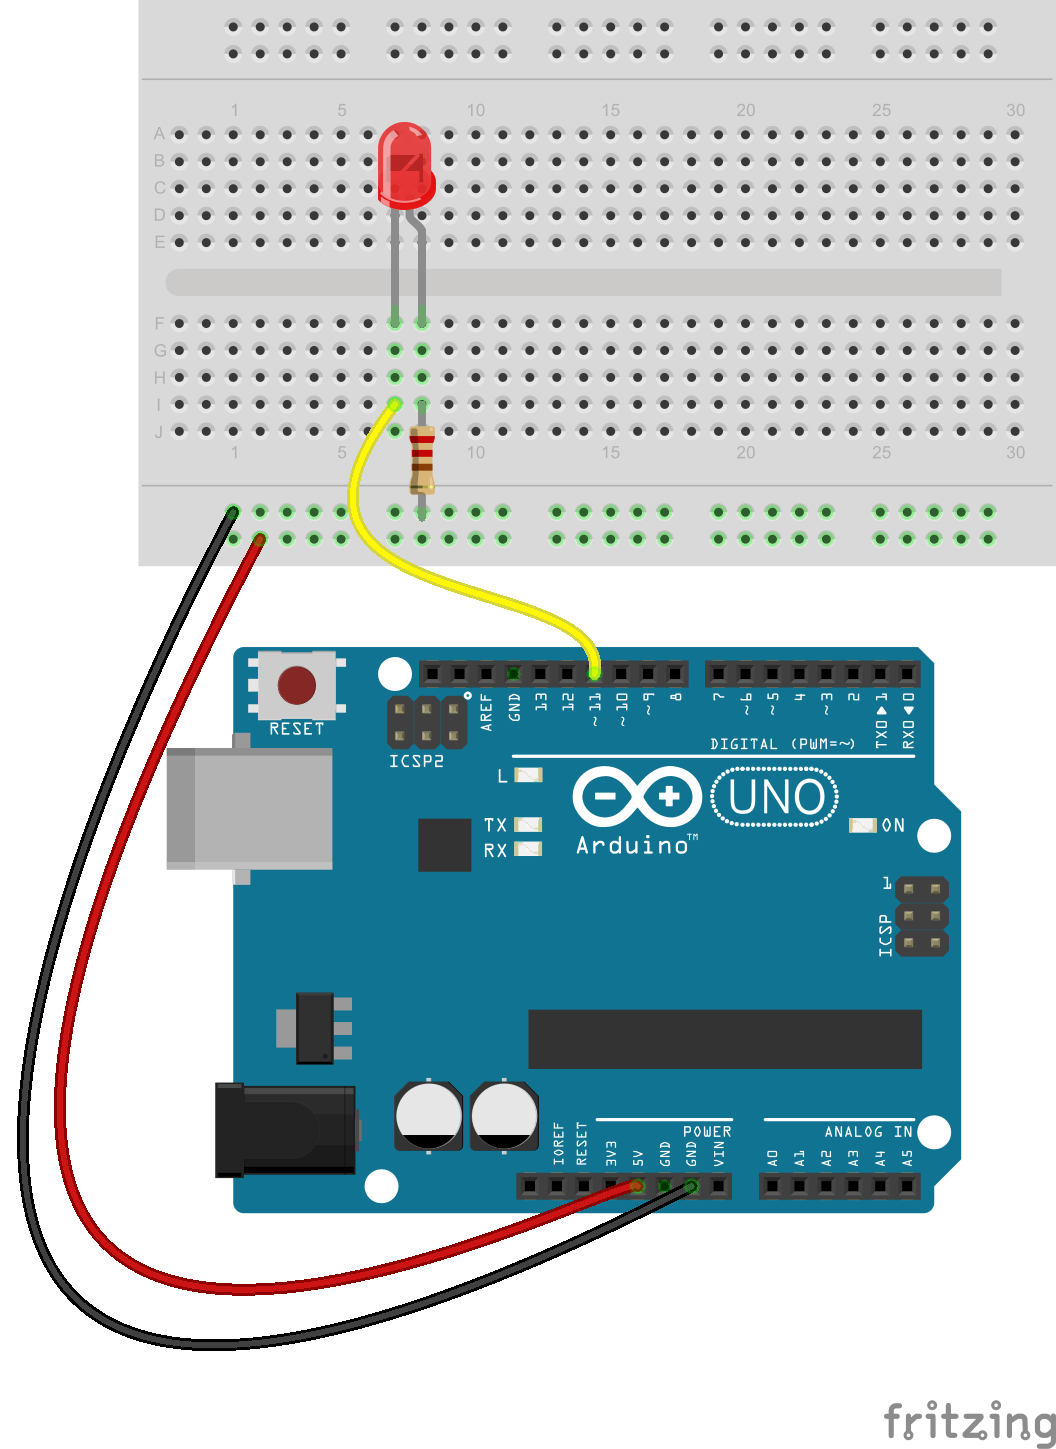 1 5 10 15 20 25 30
A
B
C
D
E
F
G
H
I
J
1 5 10 15 20 25 30
RESET
AREF
GND
13
12
~11
~10
~9
8
7
~6
~5
4
~3
2
TX0▶1
RX0◀0
DIGITAL (PWM=~)
ICSP2
L
TX
RX
UNO
Arduino™
ON
1
ICSP
POWER
ANALOG IN
IOREF
RESET
3V3
5V
GND
GND
VIN
A0
A1
A2
A3
A4
A5
fritzing